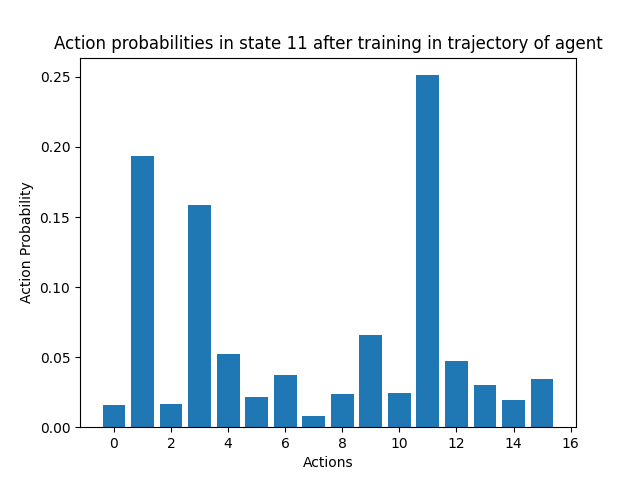 Action probabilities in state 11 after training in trajectory of agent
0.25
0.20
0.15
0.10
0.05
0.00
Action Probability
0 2 4 6 8 10 12 14 16
Actions